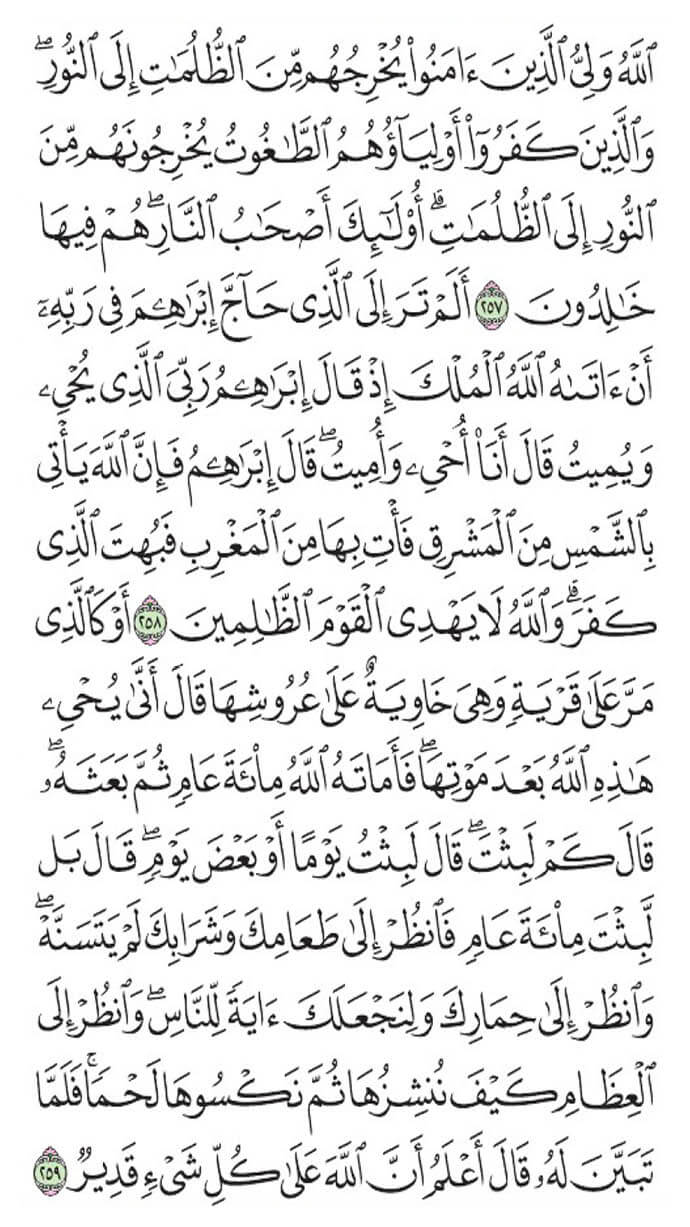 ٱللَّهُ وَلِيُّ ٱلَّذِينَ ءَامَنُوا۟ يُخْرِجُهُم مِّنَ ٱلظُّلُمَٰتِ إِلَى ٱلنُّورِ ۖ
وَٱلَّذِينَ كَفَرُوٓا۟ أَوْلِيَآؤُهُمُ ٱلطَّٰغُوتُ يُخْرِجُونَهُم مِّنَ
ٱلنُّورِ إِلَى ٱلظُّلُمَٰتِ ۗ أُو۟لَٰٓئِكَ أَصْحَٰبُ ٱلنَّارِ ۖ هُمْ فِيهَا
خَٰلِدُونَ ٢٥٧ أَلَمْ تَرَ إِلَى ٱلَّذِى حَآجَّ إِبْرَٰهِـۧمَ فِى رَبِّهِۦٓ
أَنْ ءَاتَىٰهُ ٱللَّهُ ٱلْمُلْكَ إِذْ قَالَ إِبْرَٰهِـۧمُ رَبِّىَ ٱلَّذِى يُحْىِۦ
وَيُمِيتُ قَالَ أَنَا۠ أُحْىِۦ وَأُمِيتُ ۖ قَالَ إِبْرَٰهِـۧمُ فَإِنَّ ٱللَّهَ يَأْتِى
بِٱلشَّمْسِ مِنَ ٱلْمَشْرِقِ فَأْتِ بِهَا مِنَ ٱلْمَغْرِبِ فَبُهِتَ ٱلَّذِى
كَفَرَ ۗ وَٱللَّهُ لَا يَهْدِى ٱلْقَوْمَ ٱلظَّٰلِمِينَ ٢٥٨ أَوْ كَٱلَّذِى
مَرَّ عَلَىٰ قَرْيَةٍ وَهِىَ خَاوِيَةٌ عَلَىٰ عُرُوشِهَا قَالَ أَنَّىٰ يُحْىِۦ
هَٰذِهِ ٱللَّهُ بَعْدَ مَوْتِهَا ۖ فَأَمَاتَهُ ٱللَّهُ مِا۟ئَةَ عَامٍ ثُمَّ بَعَثَهُۥ ۖ
قَالَ كَمْ لَبِثْتَ ۖ قَالَ لَبِثْتُ يَوْمًا أَوْ بَعْضَ يَوْمٍ ۖ قَالَ بَل
لَّبِثْتَ مِا۟ئَةَ عَامٍ فَٱنظُرْ إِلَىٰ طَعَامِكَ وَشَرَابِكَ لَمْ يَتَسَنَّهْ ۖ
وَٱنظُرْ إِلَىٰ حِمَارِكَ وَلِنَجْعَلَكَ ءَايَةً لِّلنَّاسِ ۖ وَٱنظُرْ إِلَى
ٱلْعِظَامِ كَيْفَ نُنشِزُهَا ثُمَّ نَكْسُوهَا لَحْمًا ۚ فَلَمَّا
تَبَيَّنَ لَهُۥ قَالَ أَعْلَمُ أَنَّ ٱللَّهَ عَلَىٰ كُلِّ شَىْءٍ قَدِيرٌ ٢٥٩